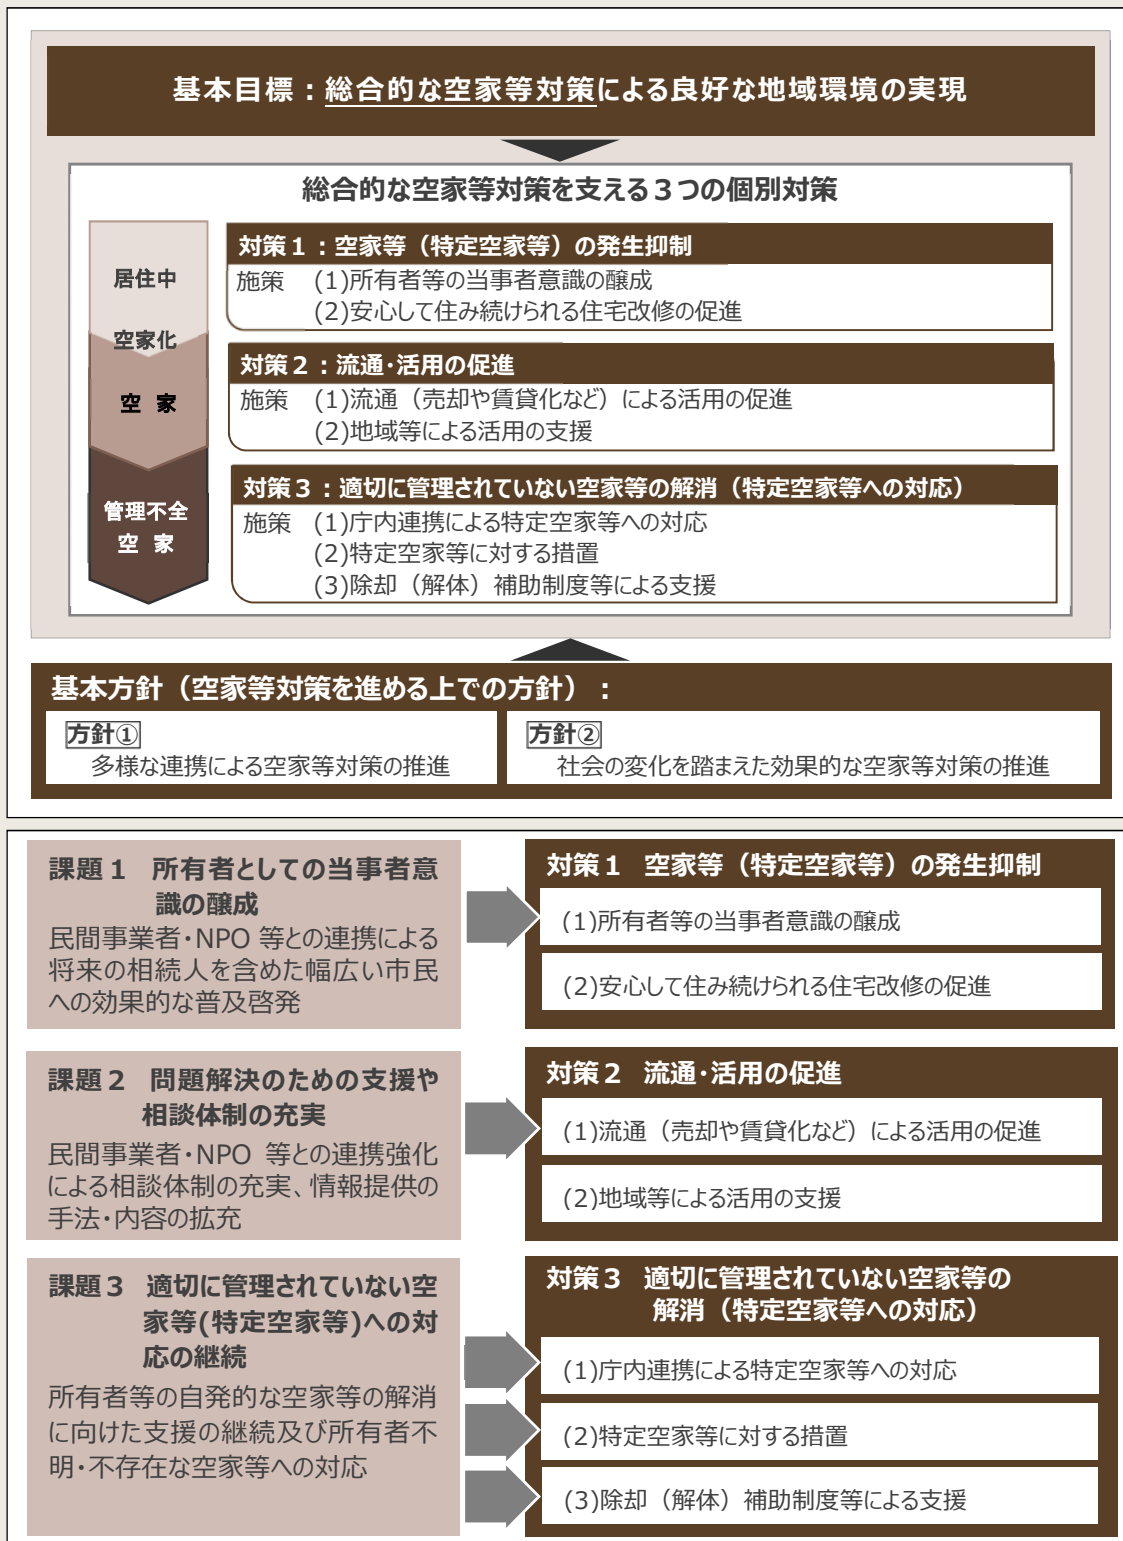 基本目標：総合的な空家等対策による良好な地域環境の実現
総合的な空家等対策を支える３つの個別対策
居住中
空家化
空 家
管理不全
空 家
対策１：空家等（特定空家等）の発生抑制
施策 (1)所有者等の当事者意識の醸成
(2)安心して住み続けられる住宅改修の促進
対策２：流通・活用の促進
施策 (1)流通（売却や賃貸化など）による活用の促進
(2)地域等による活用の支援
対策３：適切に管理されていない空家等の解消（特定空家等への対応）
施策 (1)庁内連携による特定空家等への対応
(2)特定空家等に対する措置
(3)除却（解体）補助制度等による支援
基本方針（空家等対策を進める上での方針）：
方針①
多様な連携による空家等対策の推進
方針②
社会の変化を踏まえた効果的な空家等対策の推進
課題１ 所有者としての当事者意
識の醸成
民間事業者・NPO 等との連携による
将来の相続人を含めた幅広い市民
への効果的な普及啓発
対策１ 空家等（特定空家等）の発生抑制
(1)所有者等の当事者意識の醸成
(2)安心して住み続けられる住宅改修の促進
課題２ 問題解決のための支援や
相談体制の充実
民間事業者・NPO 等との連携強化
による相談体制の充実、情報提供の
手法・内容の拡充
対策２ 流通・活用の促進
(1)流通（売却や賃貸化など）による活用の促進
(2)地域等による活用の支援
課題３ 適切に管理されていない空
家等(特定空家等)への対
応の継続
所有者等の自発的な空家等の解消
に向けた支援の継続及び所有者不
明・不存在な空家等への対応
対策３ 適切に管理されていない空家等の
解消（特定空家等への対応）
(1)庁内連携による特定空家等への対応
(2)特定空家等に対する措置
(3)除却（解体）補助制度等による支援